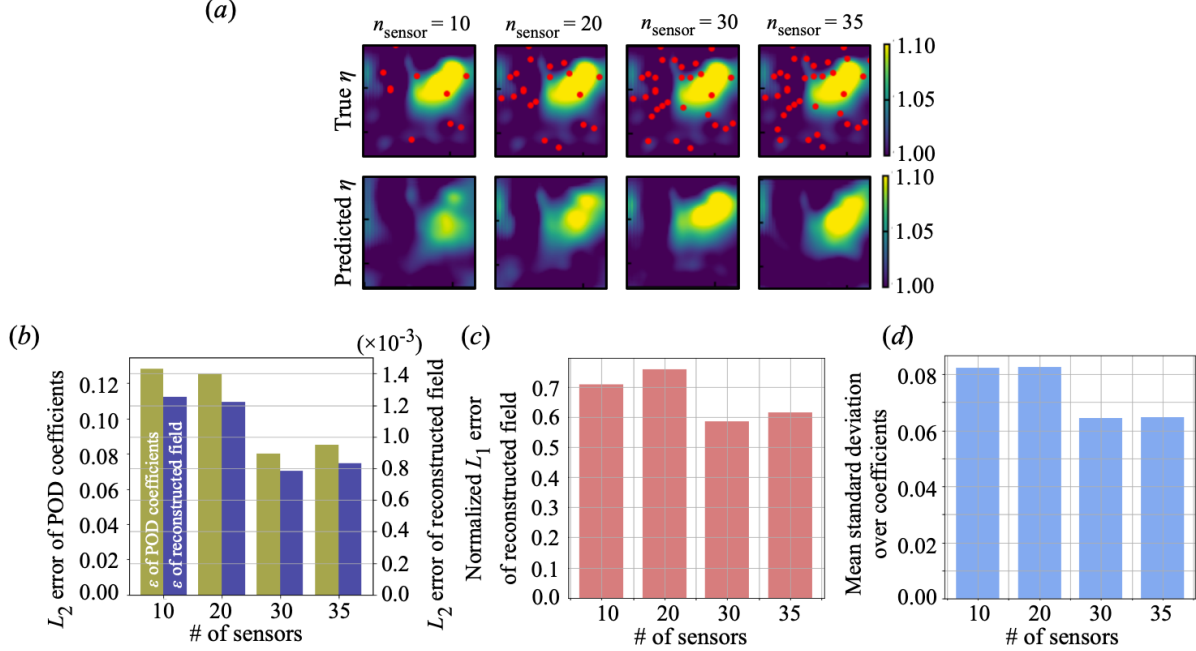 (a)
n_sensor = 10
n_sensor = 20
n_sensor = 30
n_sensor = 35
True η
1.10
1.05
1.00
Predicted η
1.10
1.05
1.00
(b)
(×10⁻³)
L₂ error of POD coefficients
0.12
0.10
0.08
0.06
0.04
0.02
0.00
ε of POD coefficients
ε of reconstructed field
1.4
1.2
1.0
0.8
0.6
0.4
0.2
0.0
L₂ error of reconstructed field
10 20 30 35
# of sensors
(c)
Normalized L₁ error
of reconstructed field
0.7
0.6
0.5
0.4
0.3
0.2
0.1
0.0
10 20 30 35
# of sensors
(d)
Mean standard deviation
over coefficients
0.08
0.06
0.04
0.02
0.00
10 20 30 35
# of sensors